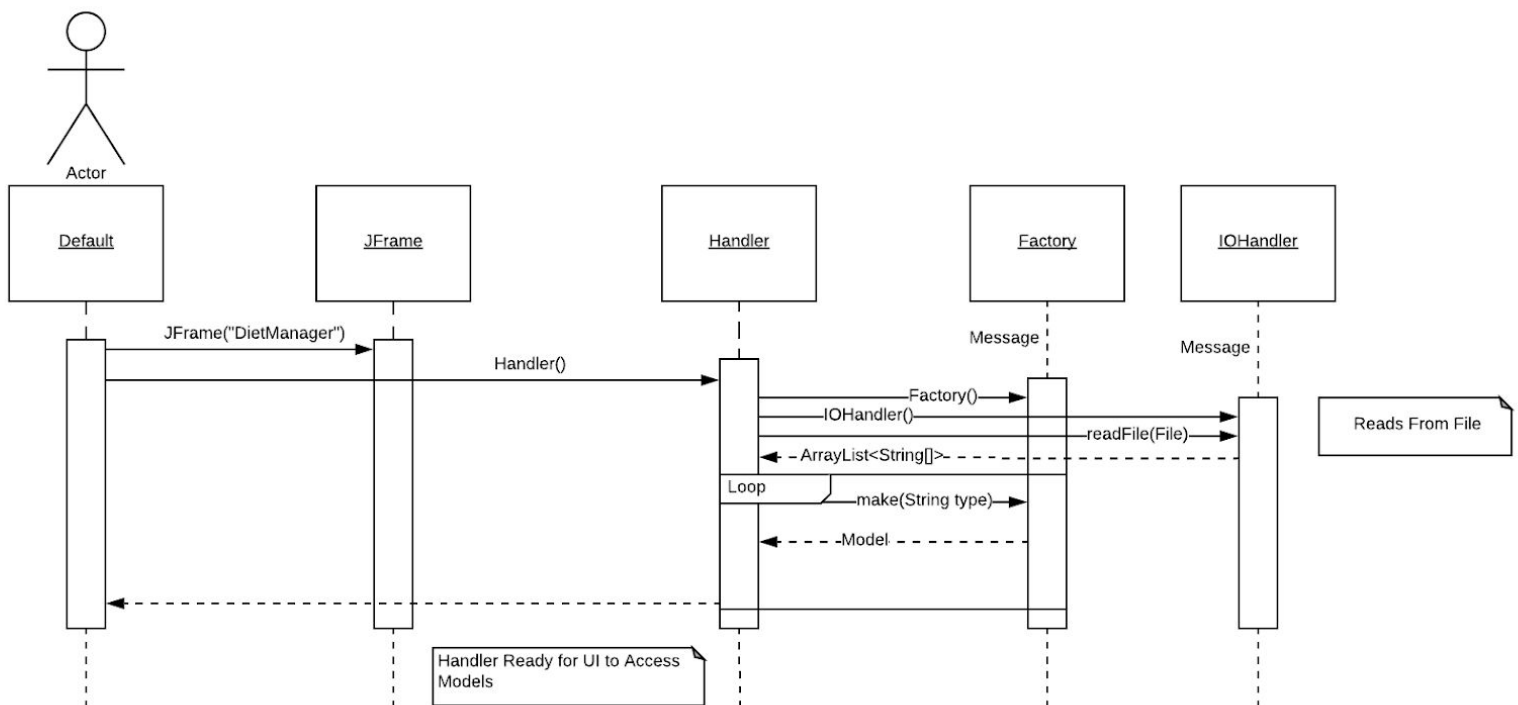 Actor
Default
JFrame
Handler
Factory
IOHandler
JFrame("DietManager")
Message
Message
Handler()
Factory()
IOHandler()
Reads From File
readFile(File)
ArrayList<String[]>
Loop
make(String type)
Model
Handler Ready for UI to Access
Models